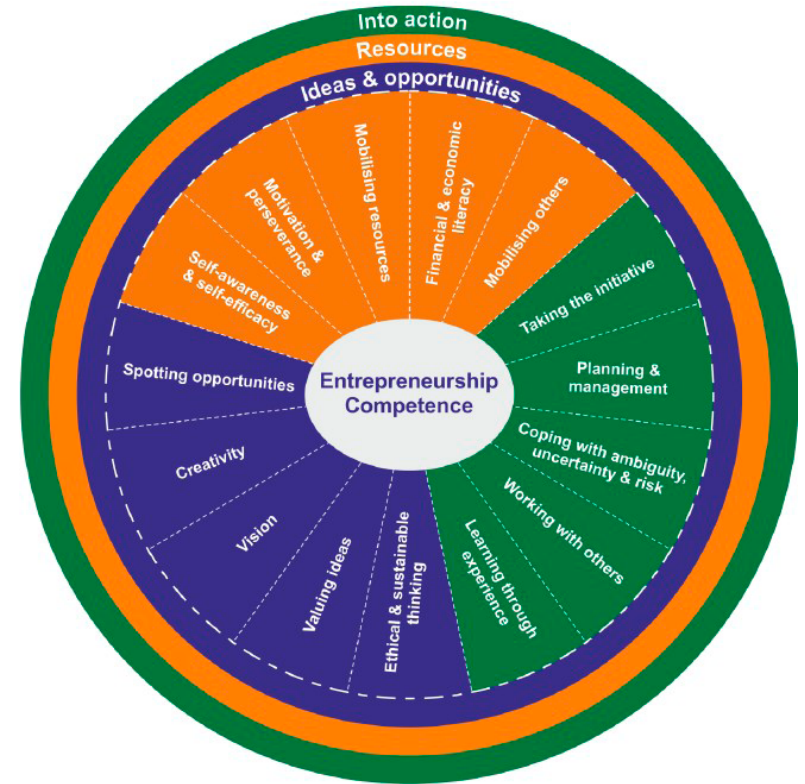 Into action
Resources
Ideas & opportunities
Self-awareness
& self-efficacy
Motivation &
perseverance
Mobilising resources
Financial & economic
literacy
Mobilising others
Taking the initiative
Planning &
management
Coping with ambiguity,
uncertainty & risk
Working with others
Learning through
experience
Ethical & sustainable
thinking
Valuing ideas
Vision
Creativity
Spotting opportunities
Entrepreneurship
Competence